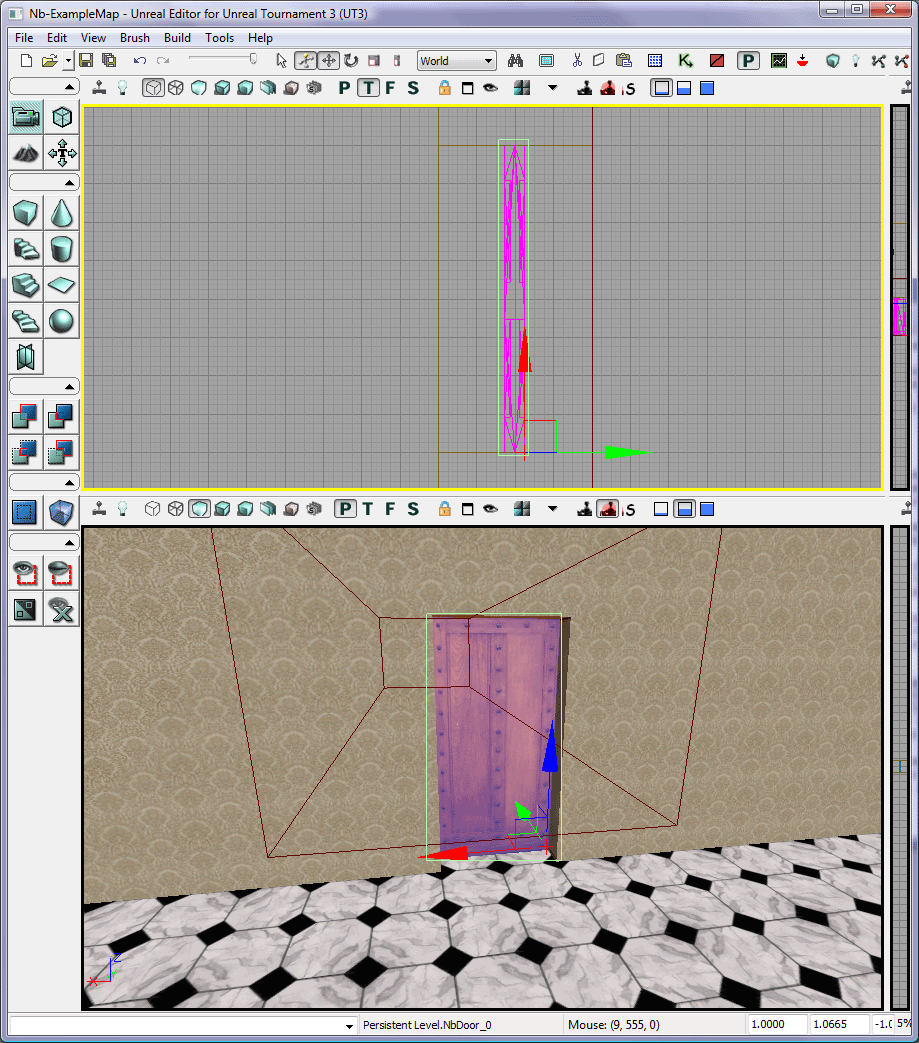 Nb-ExampleMap - Unreal Editor for Unreal Tournament 3 (UT3)
File Edit View Brush Build Tools Help
World K P
P T F S S
P T F S S
Persistent Level.NbDoor_0 Mouse: (9, 555, 0) 1.0000 1.0665 -1.0 5%